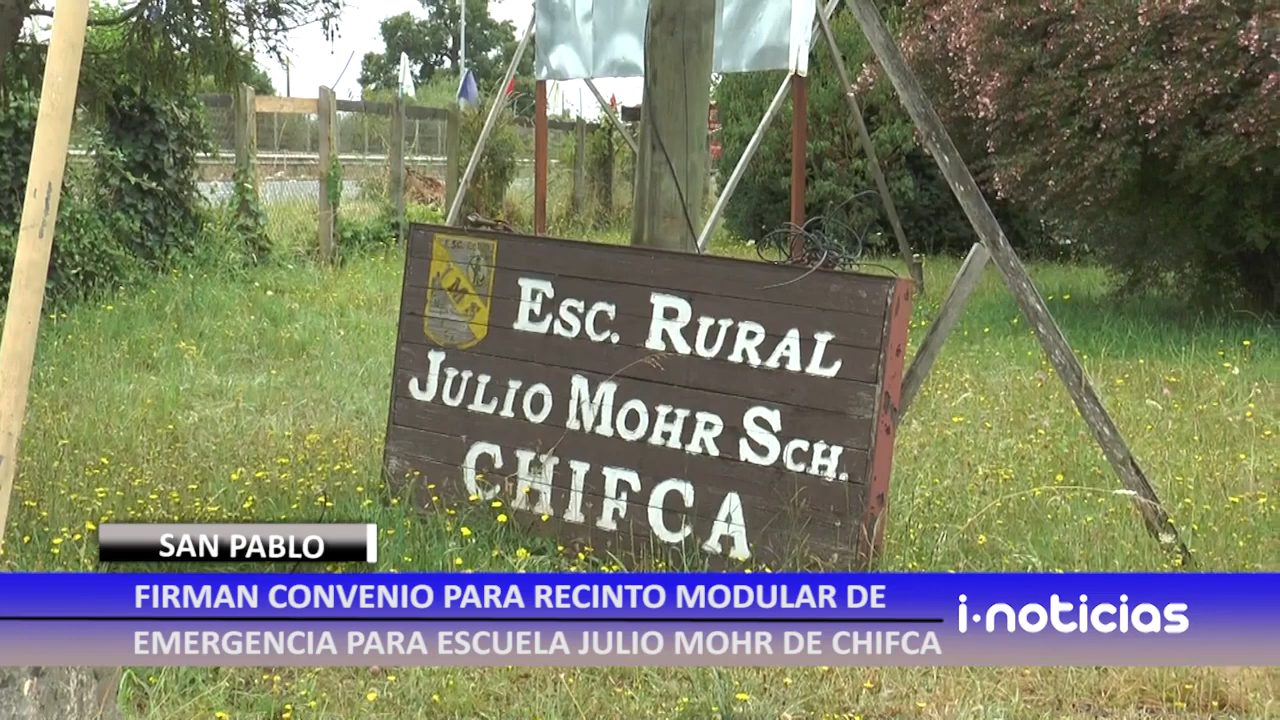 ESC. RURAL
JULIO MOHR SCH.
CHIFCA
SAN PABLO
FIRMAN CONVENIO PARA RECINTO MODULAR DE
EMERGENCIA PARA ESCUELA JULIO MOHR DE CHIFCA
i·noticias